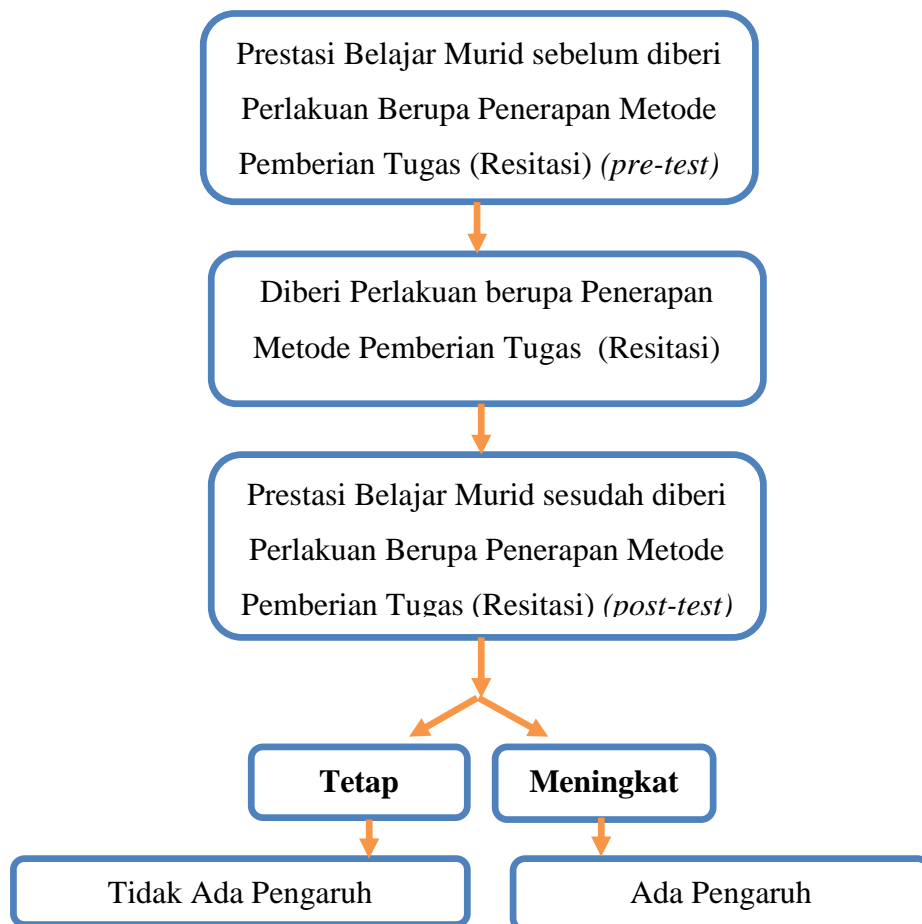 Prestasi Belajar Murid sebelum diberi
Perlakuan Berupa Penerapan Metode
Pemberian Tugas (Resitasi) (pre-test)
Diberi Perlakuan berupa Penerapan
Metode Pemberian Tugas (Resitasi)
Prestasi Belajar Murid sesudah diberi
Perlakuan Berupa Penerapan Metode
Pemberian Tugas (Resitasi) (post-test)
Tetap
Meningkat
Tidak Ada Pengaruh
Ada Pengaruh